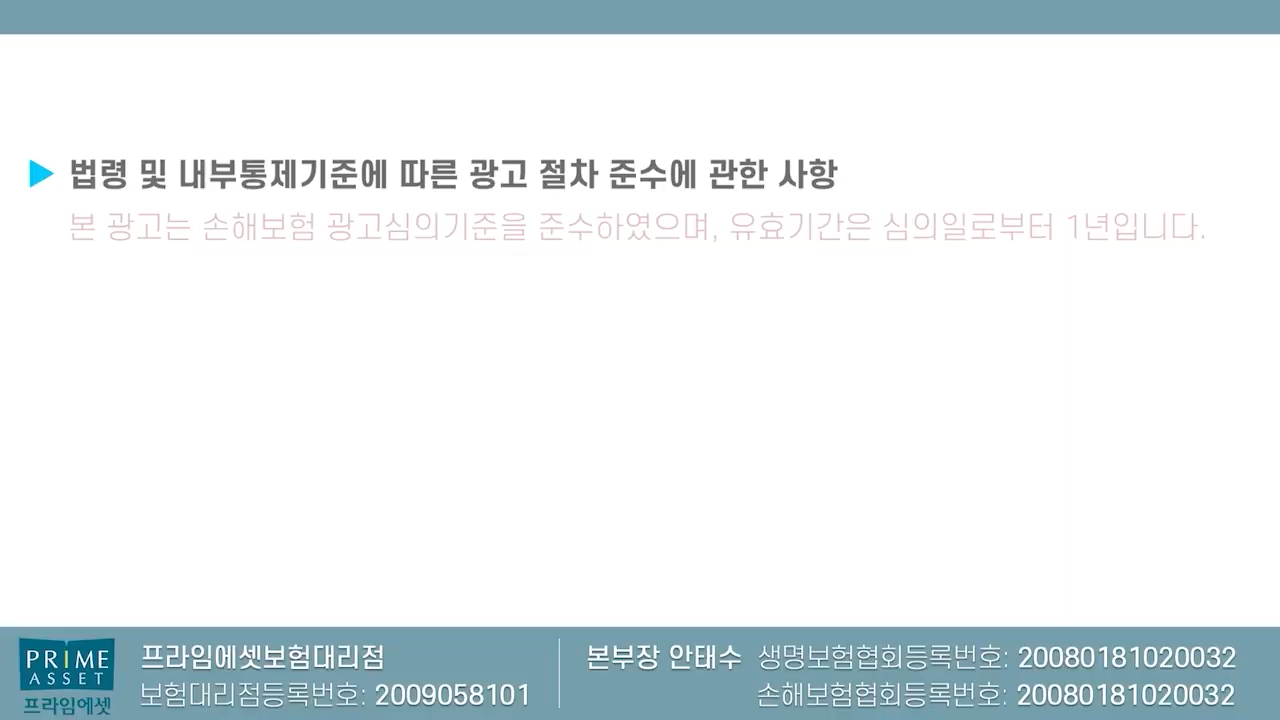 ▶ 법령 및 내부통제기준에 따른 광고 절차 준수에 관한 사항
본 광고는 손해보험 광고심의기준을 준수하였으며, 유효기간은 심의일로부터 1년입니다.
PRIME
ASSET
프라임에셋
프라임에셋보험대리점
보험대리점등록번호: 2009058101
본부장 안태수 생명보험협회등록번호: 20080181020032
손해보험협회등록번호: 20080181020032